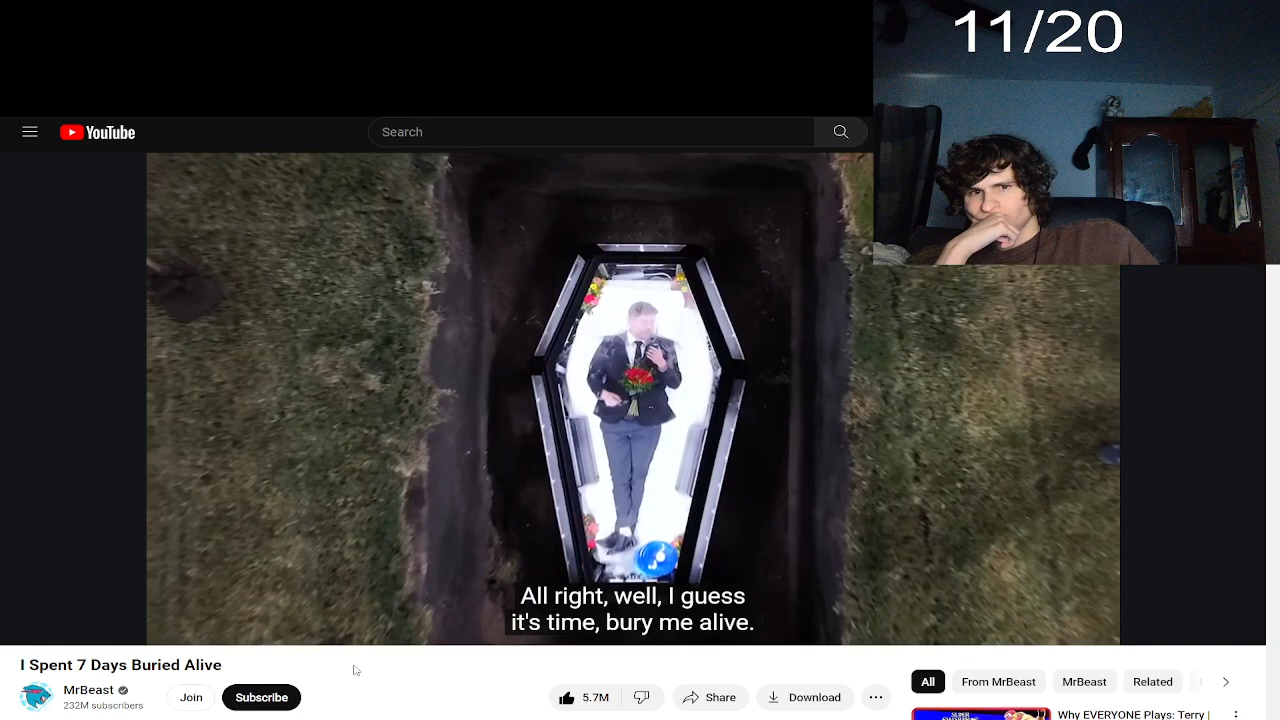 11/20
YouTube
Search
All right, well, I guess
it's time, bury me alive.
I Spent 7 Days Buried Alive
MrBeast
232M subscribers
Join
Subscribe
5.7M
Share
Download
All
From MrBeast
MrBeast
Related
Why EVERYONE Plays: Terry |